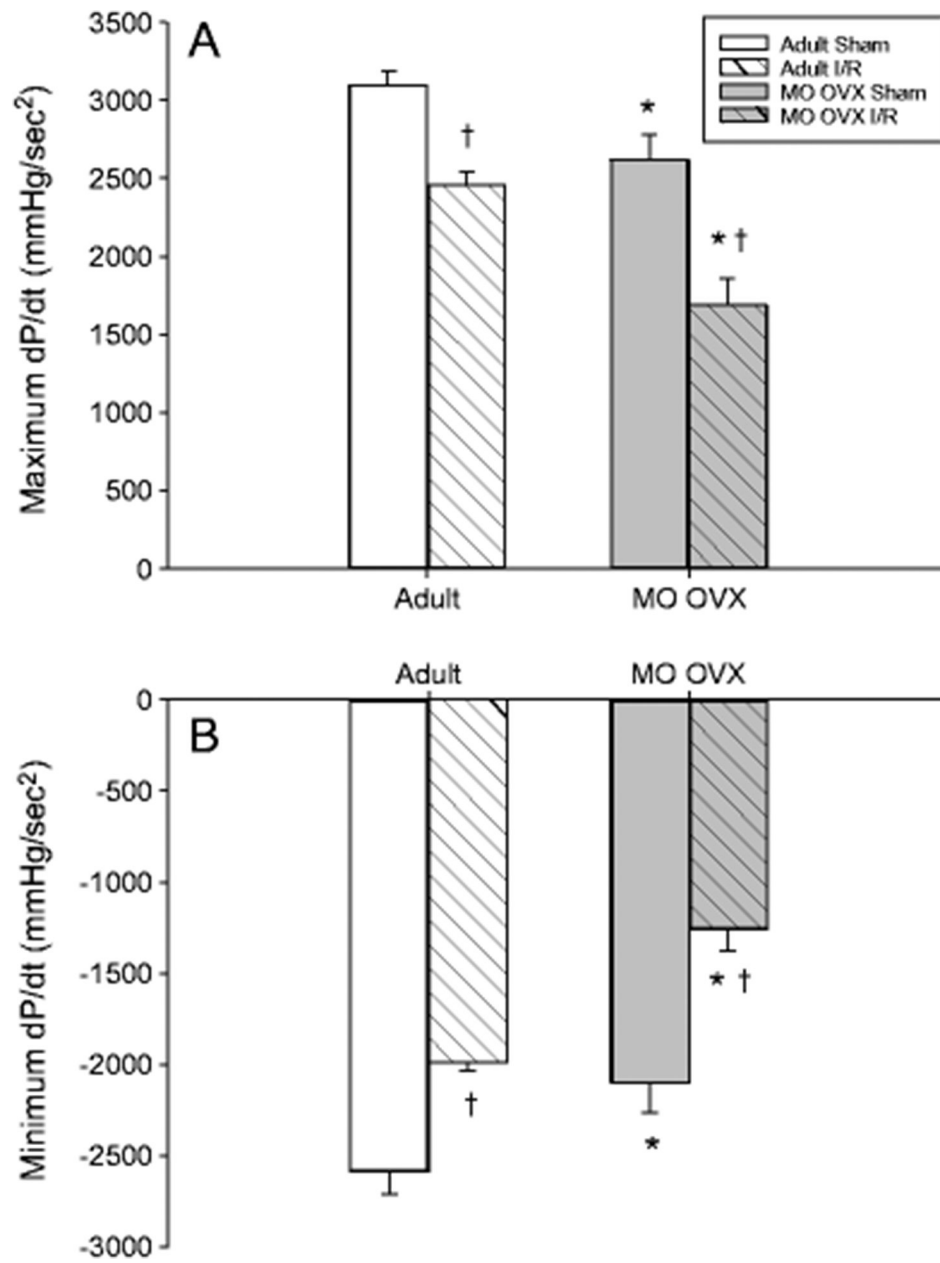 A
Maximum dP/dt (mmHg/sec²)
3500
3000
2500
2000
1500
1000
500
0
†
*
* †
Adult Sham
Adult I/R
MO OVX Sham
MO OVX I/R
Adult MO OVX
Adult MO OVX
B
Minimum dP/dt (mmHg/sec²)
0
-500
-1000
-1500
-2000
-2500
-3000
†
*
* †